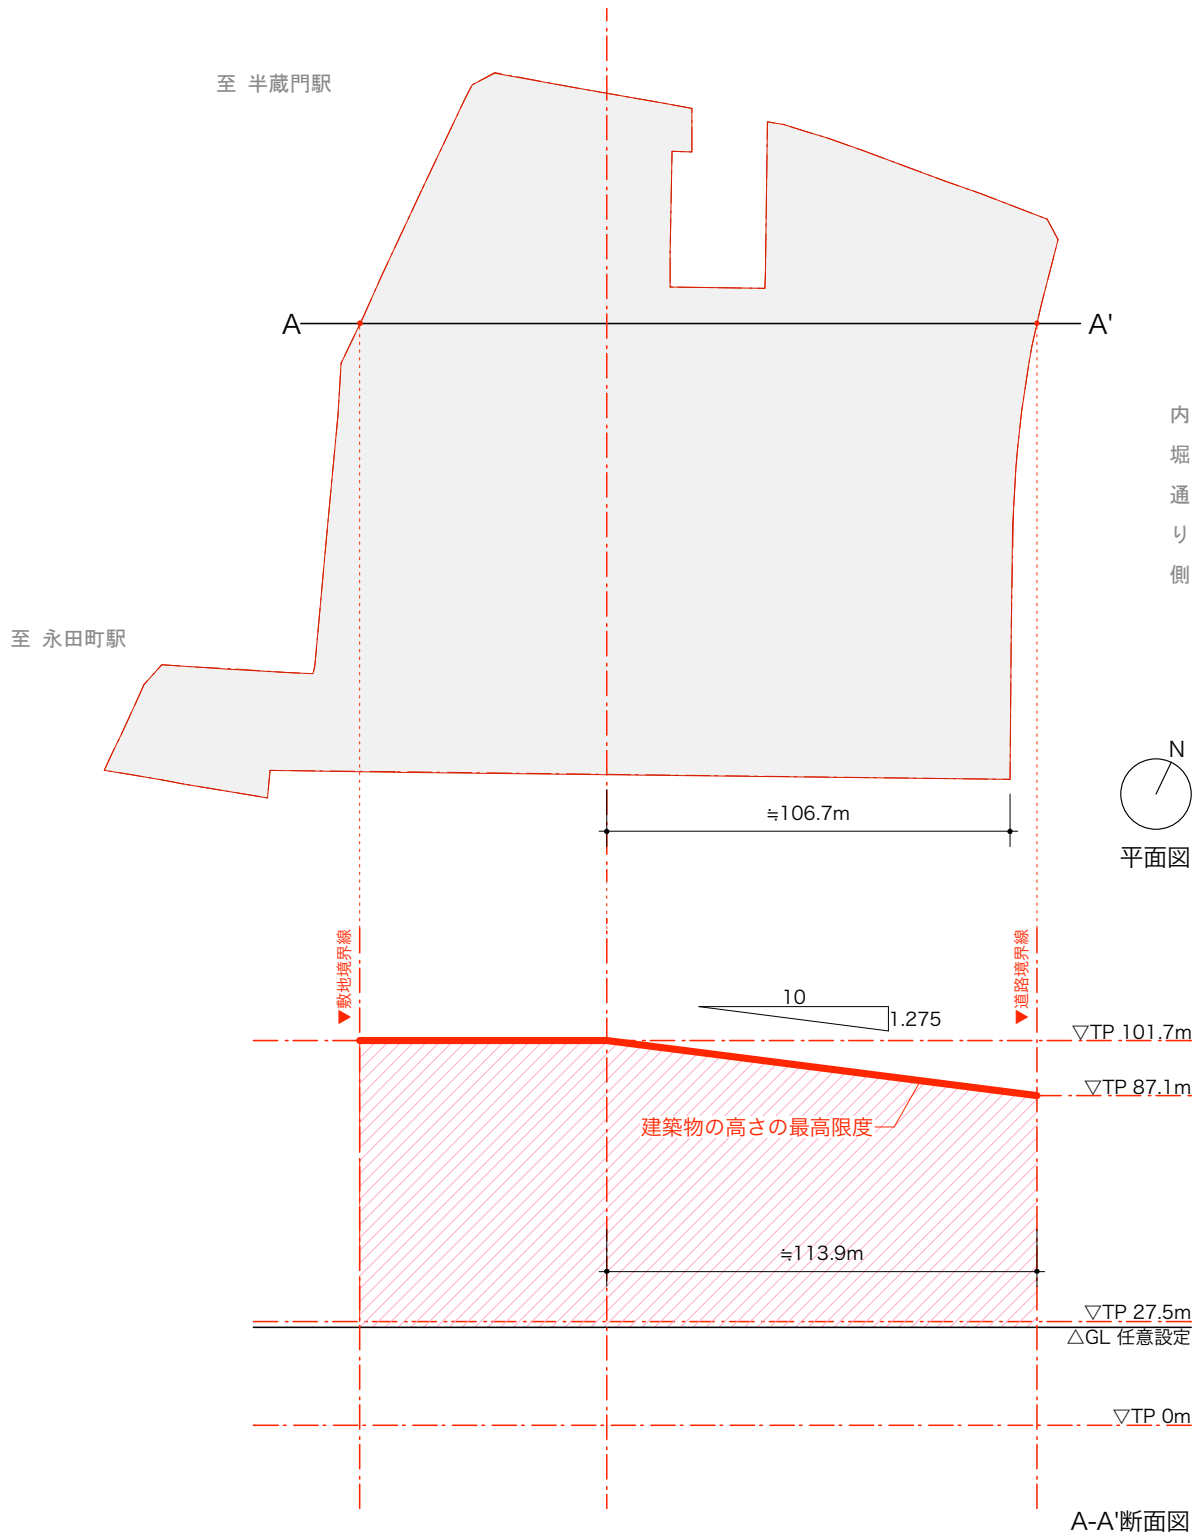 至 半蔵門駅
A
A'
内堀通り側
至 永田町駅
N
≒106.7m
平面図
▼敷地境界線
▼道路境界線
10
1.275
▽TP 101.7m
▽TP 87.1m
建築物の高さの最高限度
≒113.9m
▽TP 27.5m
△GL 任意設定
▽TP 0m
A-A'断面図